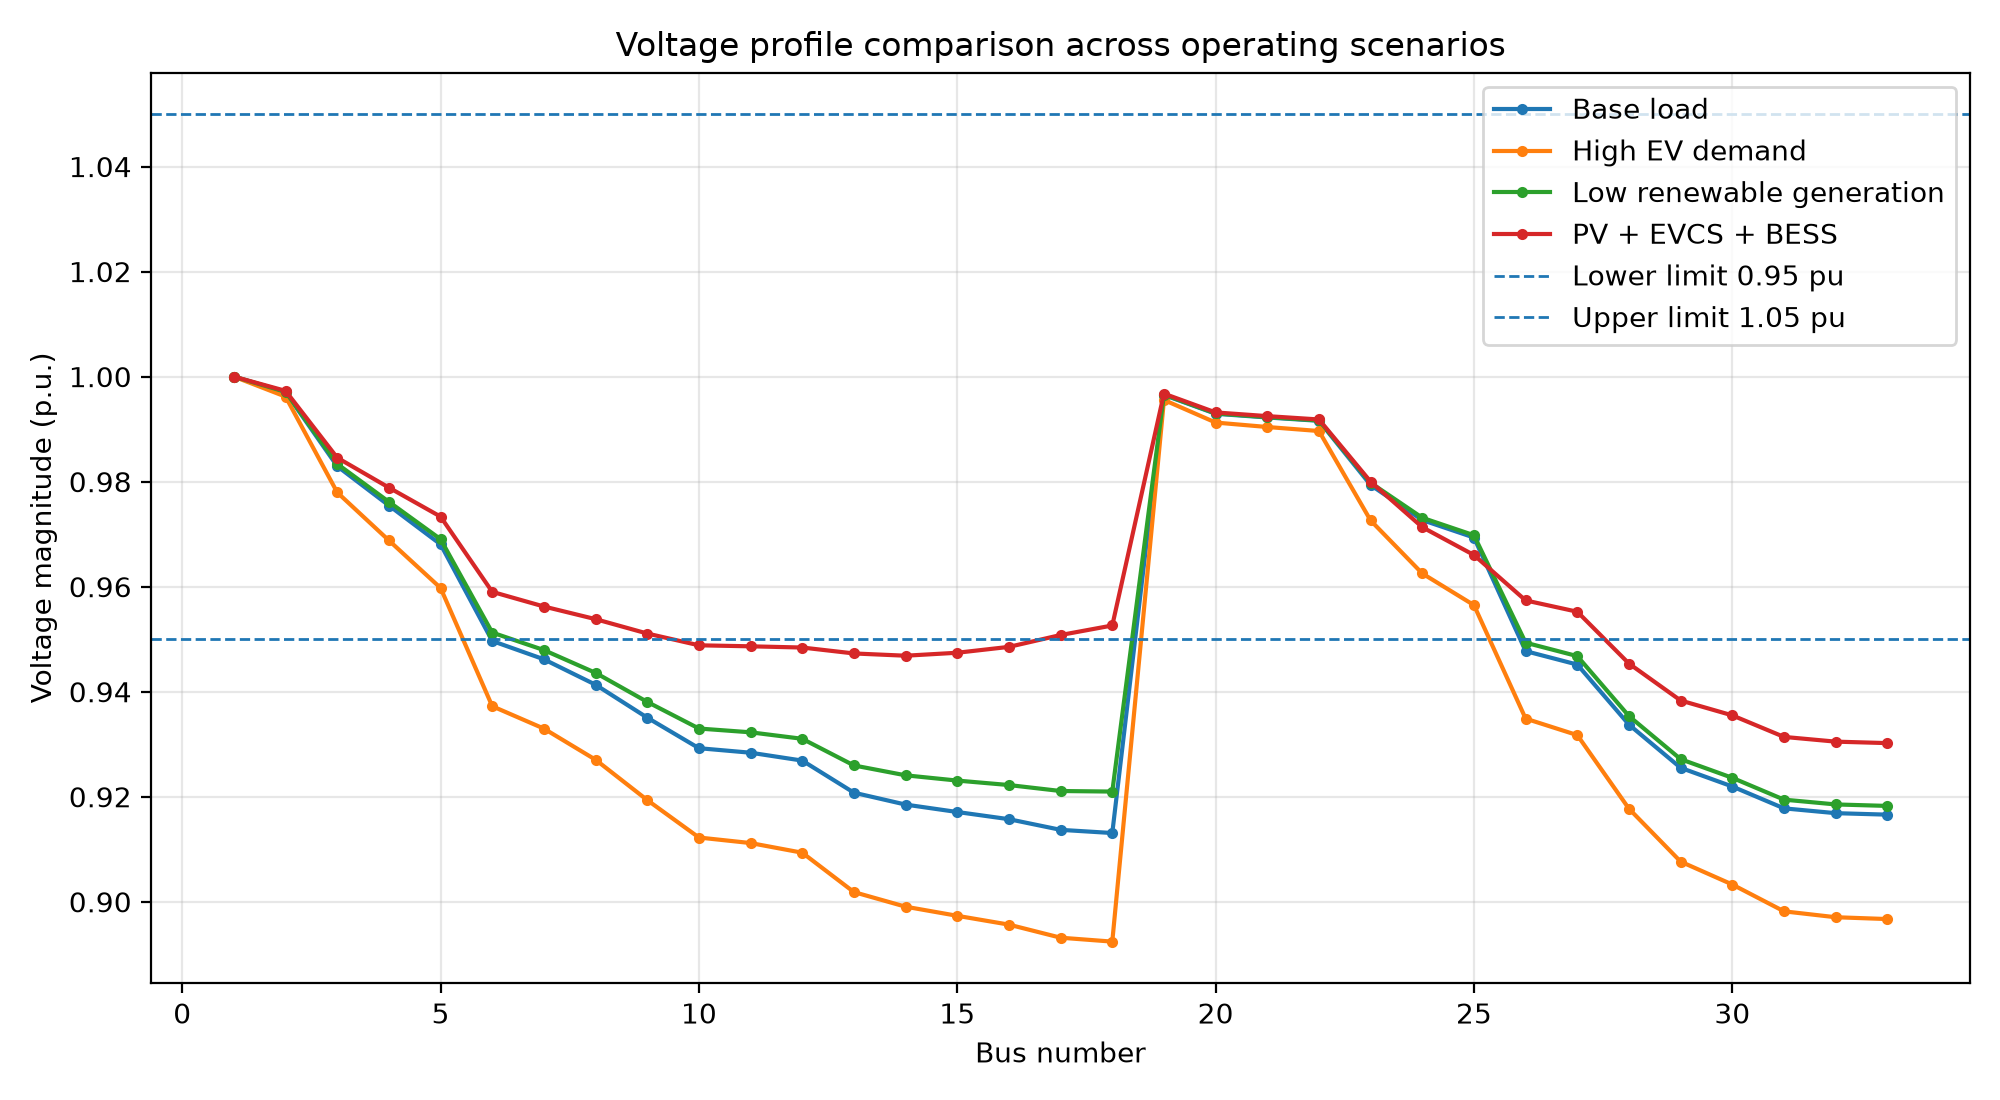 Voltage profile comparison across operating scenarios
Base load
High EV demand
Low renewable generation
PV + EVCS + BESS
Lower limit 0.95 pu
Upper limit 1.05 pu
Voltage magnitude (p.u.)
1.04
1.02
1.00
0.98
0.96
0.94
0.92
0.90
0 5 10 15 20 25 30
Bus number